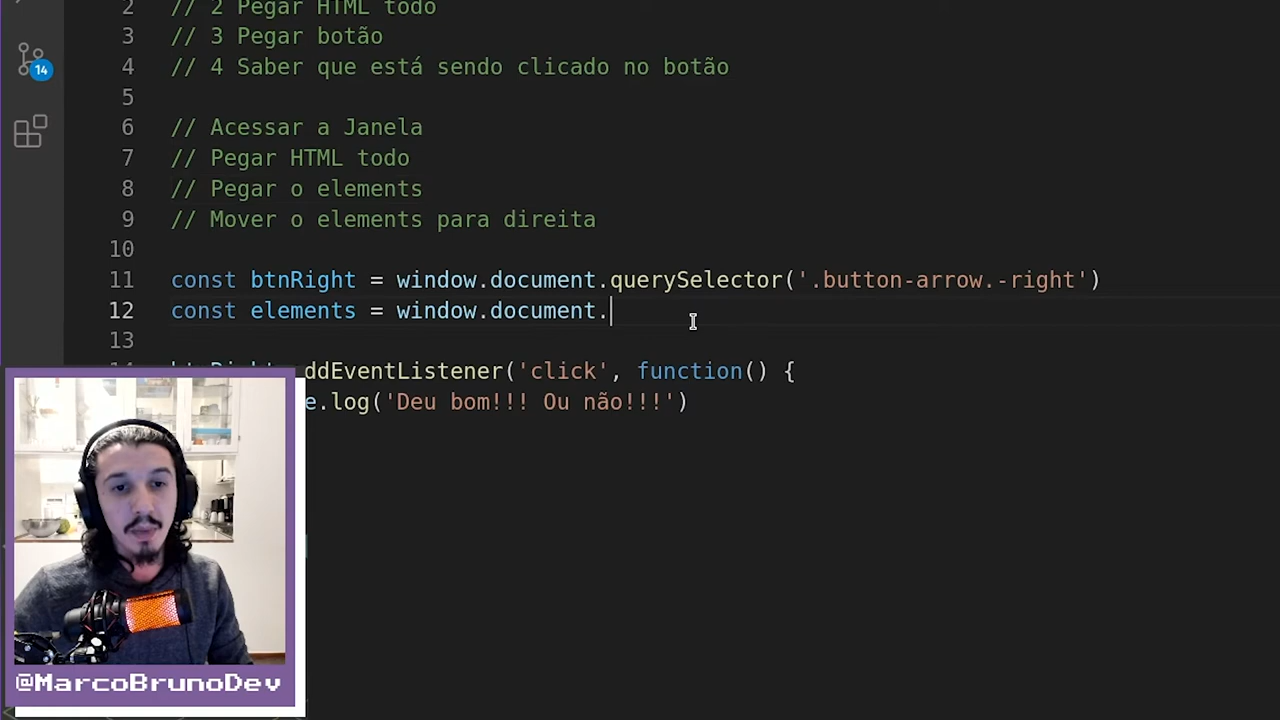 14
2 // 2 Pegar HTML todo
3 // 3 Pegar botão
4 // 4 Saber que está sendo clicado no botão
5
6 // Acessar a Janela
7 // Pegar HTML todo
8 // Pegar o elements
9 // Mover o elements para direita
10
11 const btnRight = window.document.querySelector('.button-arrow.-right')
12 const elements = window.document.
13
ddEventListener('click', function() {
e.log('Deu bom!!! Ou não!!!')
@MarcoBrunoDev